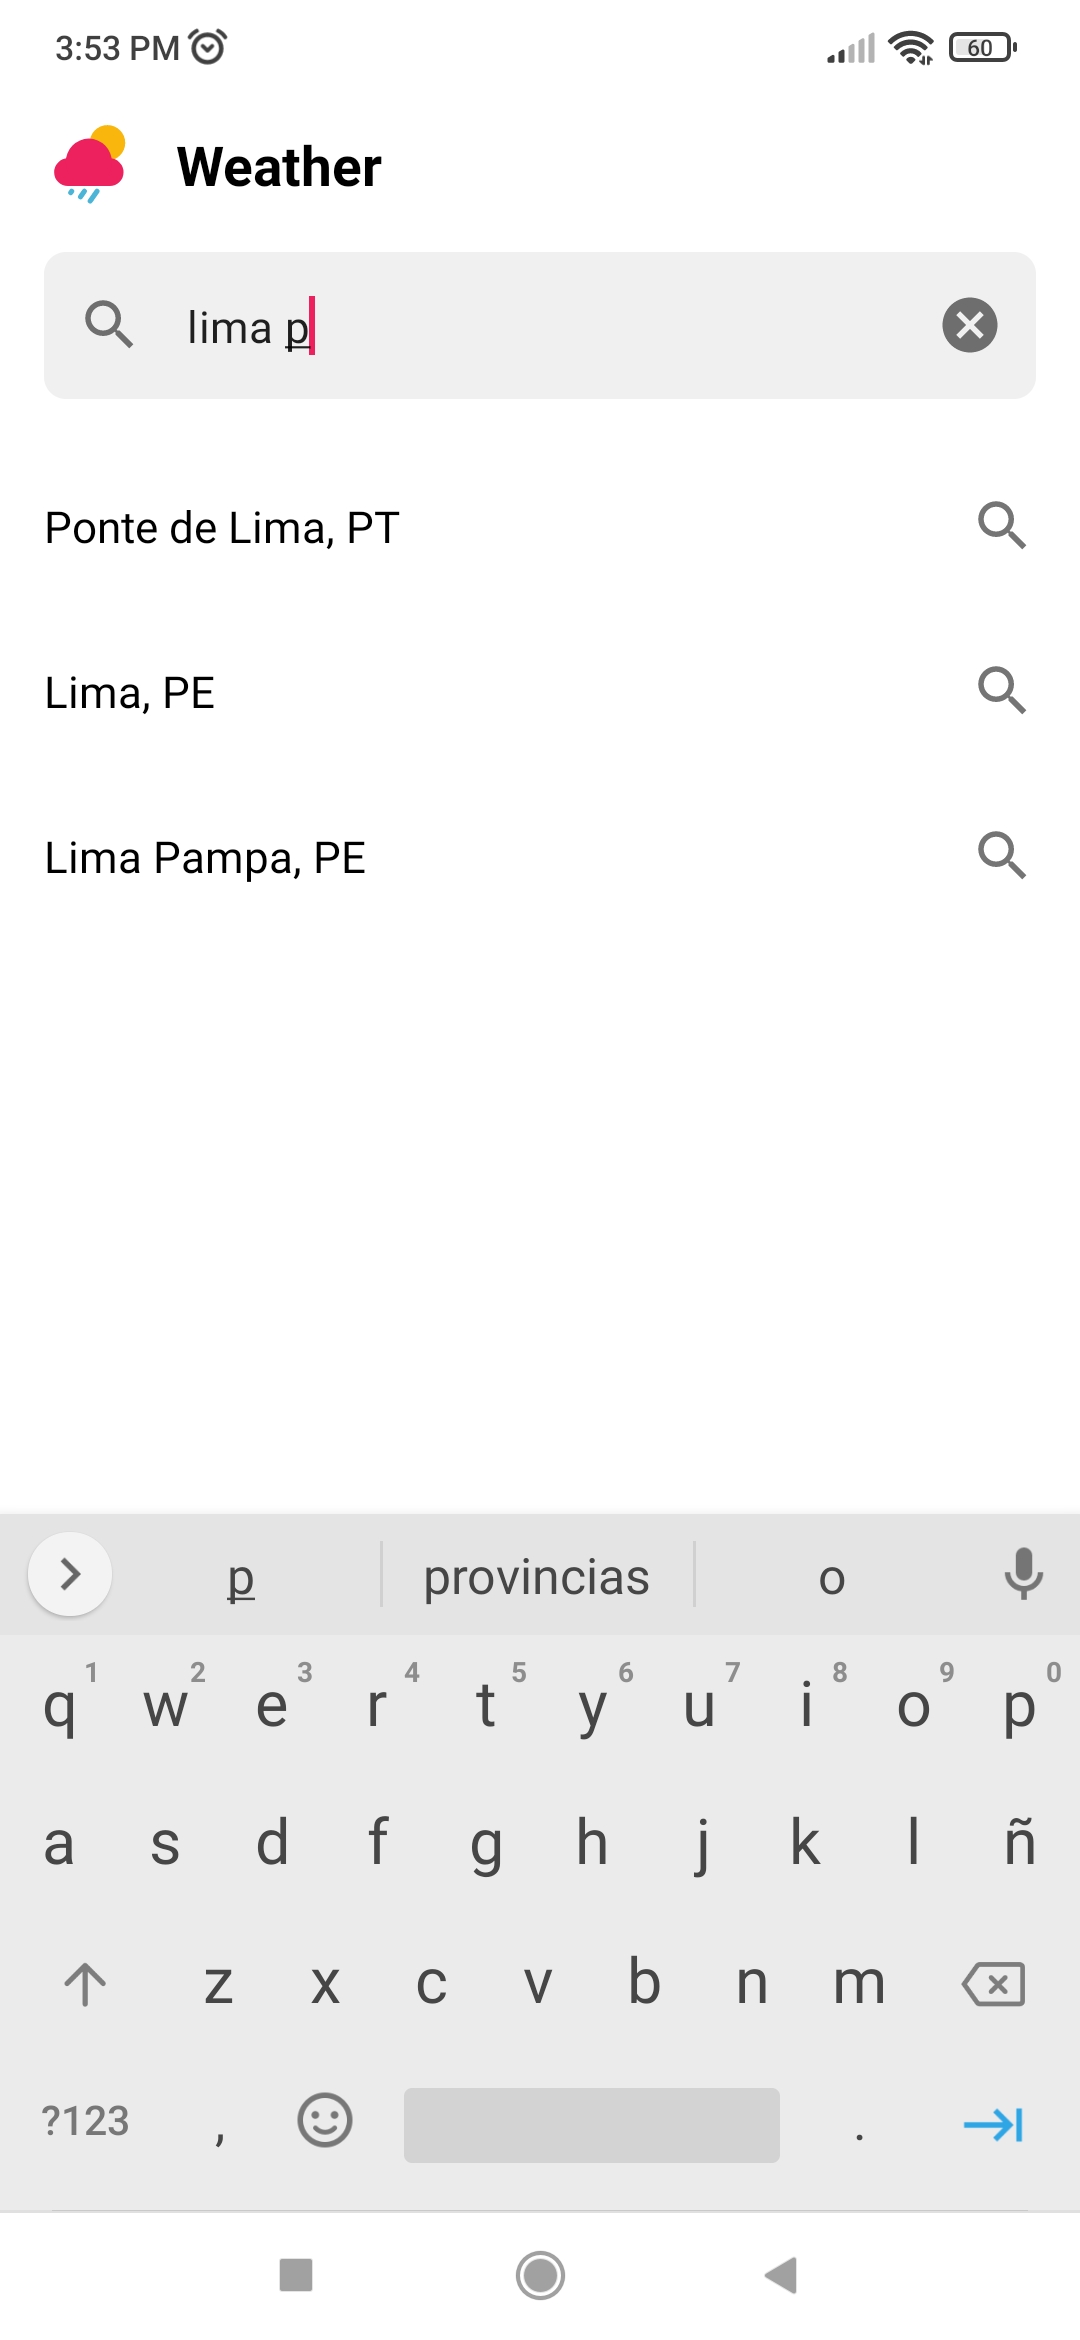 3:53 PM
60
Weather
lima p
Ponte de Lima, PT
Lima, PE
Lima Pampa, PE
p provincias o
1 2 3 4 5 6 7 8 9 0
q w e r t y u i o p
a s d f g h j k l ñ
z x c v b n m
?123 , .